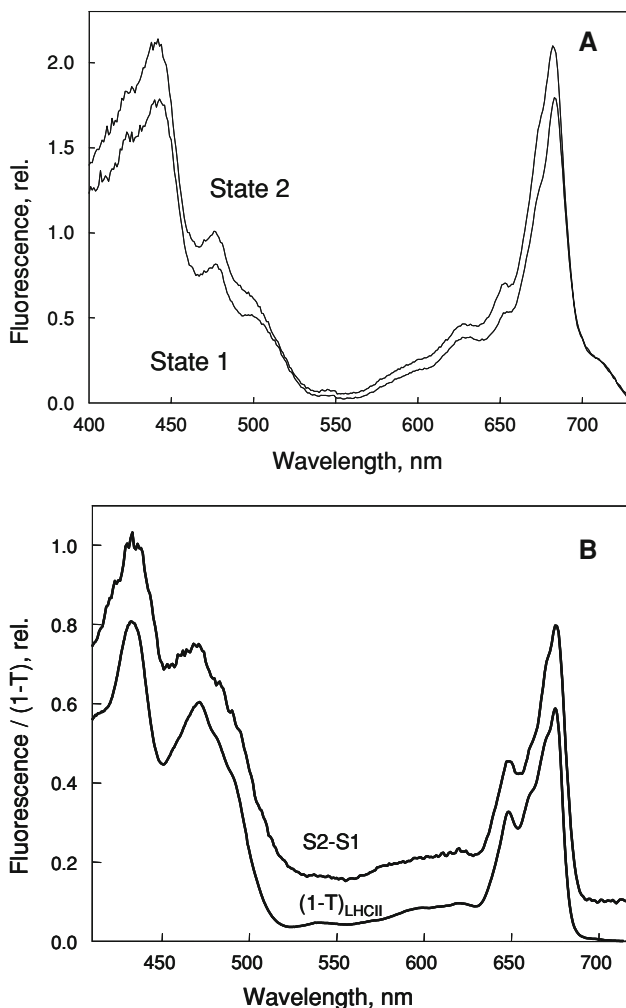 A
Fluorescence, rel.
2.0
1.5
1.0
0.5
0.0
State 2
State 1
400 450 500 550 600 650 700
Wavelength, nm
B
Fluorescence / (1-T), rel.
1.0
0.8
0.6
0.4
0.2
0.0
S2-S1
(1-T)LHCII
450 500 550 600 650 700
Wavelength, nm